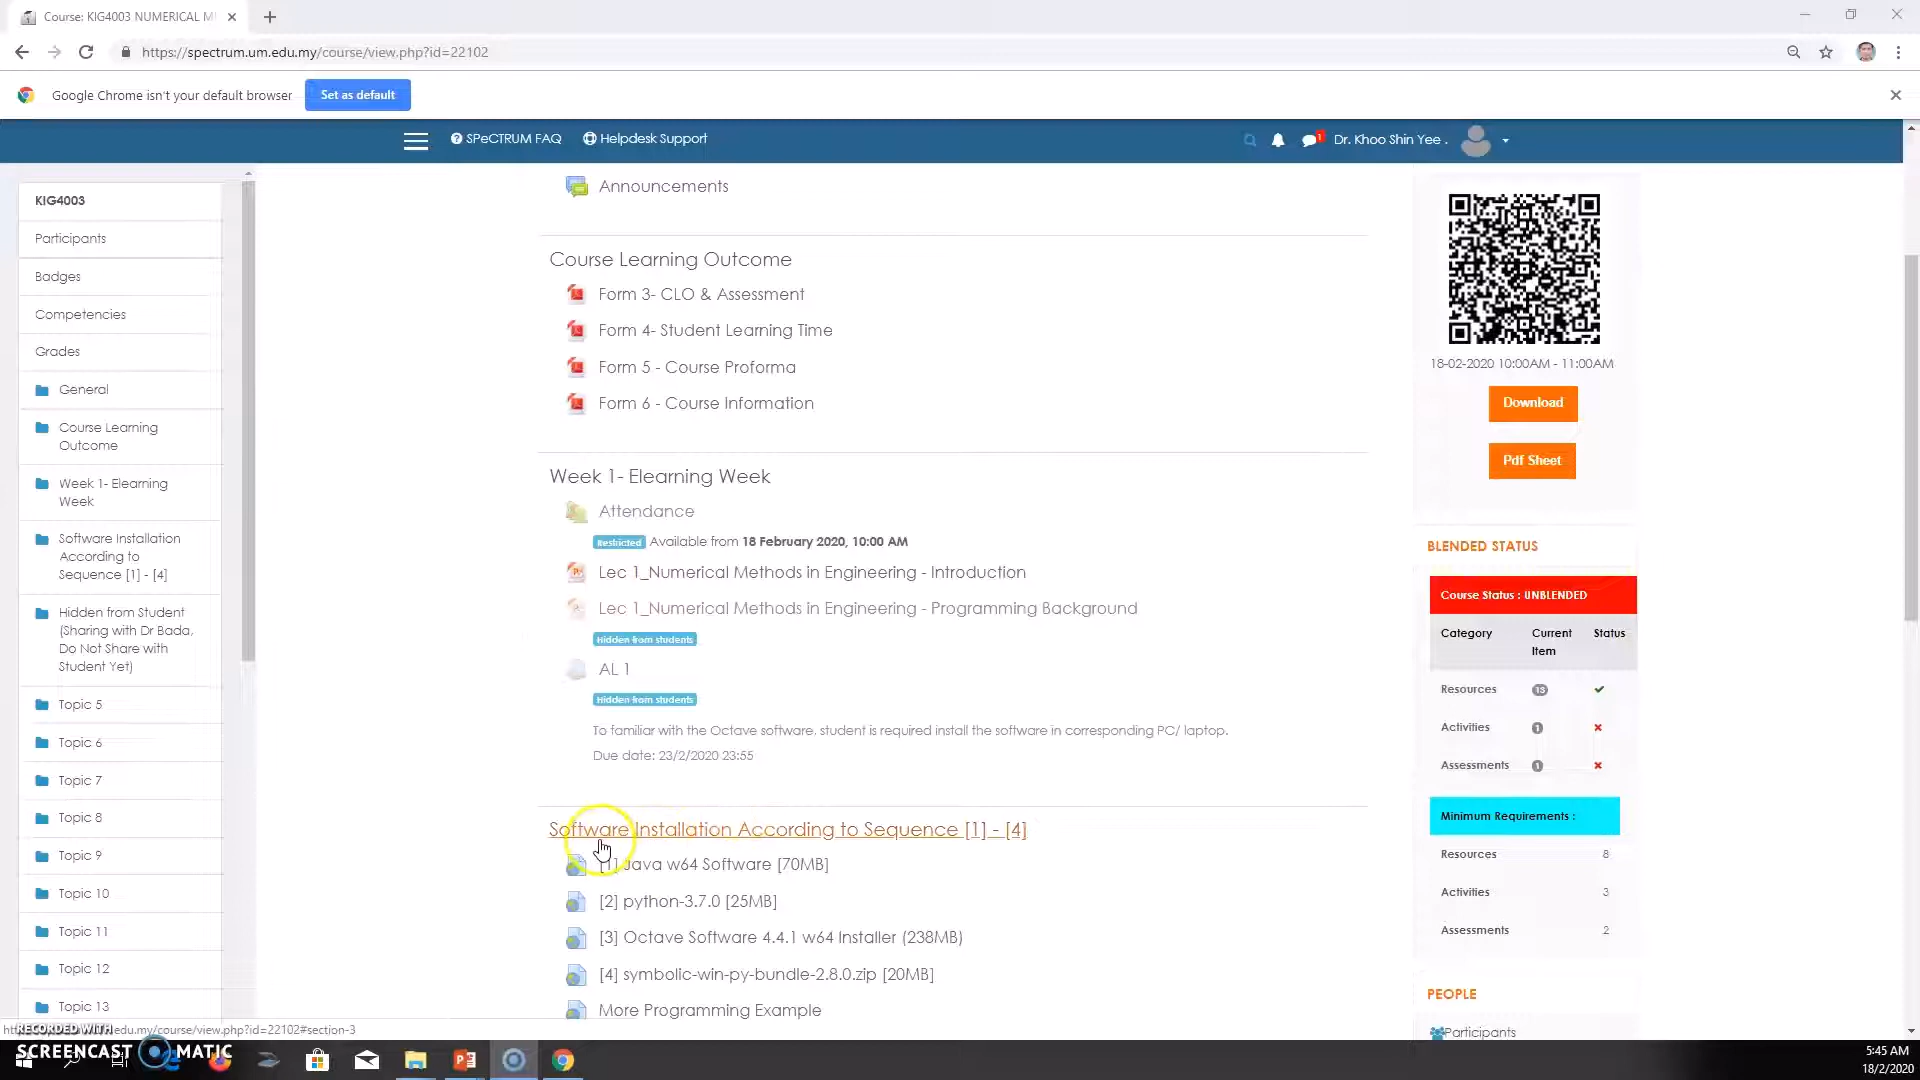 Course: KIG4003 NUMERICAL M
https://spectrum.um.edu.my/course/view.php?id=22102
Google Chrome isn't your default browser
Set as default
SPeCTRUM FAQ
Helpdesk Support
1
Dr. Khoo Shin Yee .
KIG4003
Participants
Badges
Competencies
Grades
General
Course Learning
Outcome
Week 1- Elearning
Week
Software Installation
According to
Sequence [1] - [4]
Hidden from Student
(Sharing with Dr Bada,
Do Not Share with
Student Yet)
Topic 5
Topic 6
Topic 7
Topic 8
Topic 9
Topic 10
Topic 11
Topic 12
Topic 13
Announcements
Course Learning Outcome
Form 3- CLO & Assessment
Form 4- Student Learning Time
Form 5 - Course Proforma
Form 6 - Course Information
Week 1- Elearning Week
Attendance
Restricted Available from 18 February 2020, 10:00 AM
Lec 1_Numerical Methods in Engineering - Introduction
Lec 1_Numerical Methods in Engineering - Programming Background
Hidden from students
AL 1
Hidden from students
To familiar with the Octave software, student is required install the software in corresponding PC/ laptop.
Due date: 23/2/2020 23:55
Software Installation According to Sequence [1] - [4]
[1] Java w64 Software [70MB]
[2] python-3.7.0 [25MB]
[3] Octave Software 4.4.1 w64 Installer (238MB)
[4] symbolic-win-py-bundle-2.8.0.zip [20MB]
More Programming Example
18-02-2020 10:00AM - 11:00AM
Download
Pdf Sheet
BLENDED STATUS
Course Status : UNBLENDED
Category Current Item Status
Resources 13
Activities 1
Assessments 1
Minimum Requirements :
Resources 8
Activities 3
Assessments 2
PEOPLE
Participants
edu.my/course/view.php?id=22102#section-3
RECORDED WITH
SCREENCAST MATIC
5:45 AM
18/2/2020